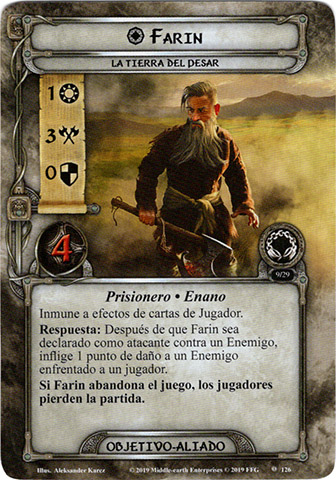 Farin
La Tierra del Pesar
1
3
0
4
9/29
Prisionero • Enano
Inmune a efectos de cartas de Jugador.
Respuesta: Después de que Farin sea
declarado como atacante contra un Enemigo,
inflige 1 punto de daño a un Enemigo
enfrentado a un jugador.
Si Farin abandona el juego, los jugadores
pierden la partida.
Objetivo-Aliado
Illus. Aleksander Karcz ©2019 Middle-earth Enterprises ©2019 FFG 126